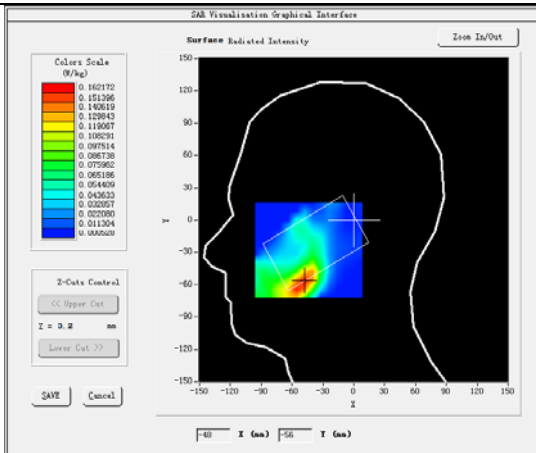 SAR Visualisation Graphical Interface
Surface Radiated Intensity
Zoom In/Out
Colors Scale
(W/kg)
0.162172
0.151396
0.140619
0.129843
0.119067
0.108291
0.097514
0.086738
0.075962
0.065186
0.054409
0.043633
0.032857
0.022080
0.011304
0.000528
Z-Cuts Control
<< Upper Cut
Z = 3.2 mm
Lower Cut >>
SAVE
Cancel
150
120
90
60
30
0
-30
-60
-90
-120
-150
Y
-150 -120 -90 -60 -30 0 30 60 90 120 150
X
-48 X (mm) -56 Y (mm)